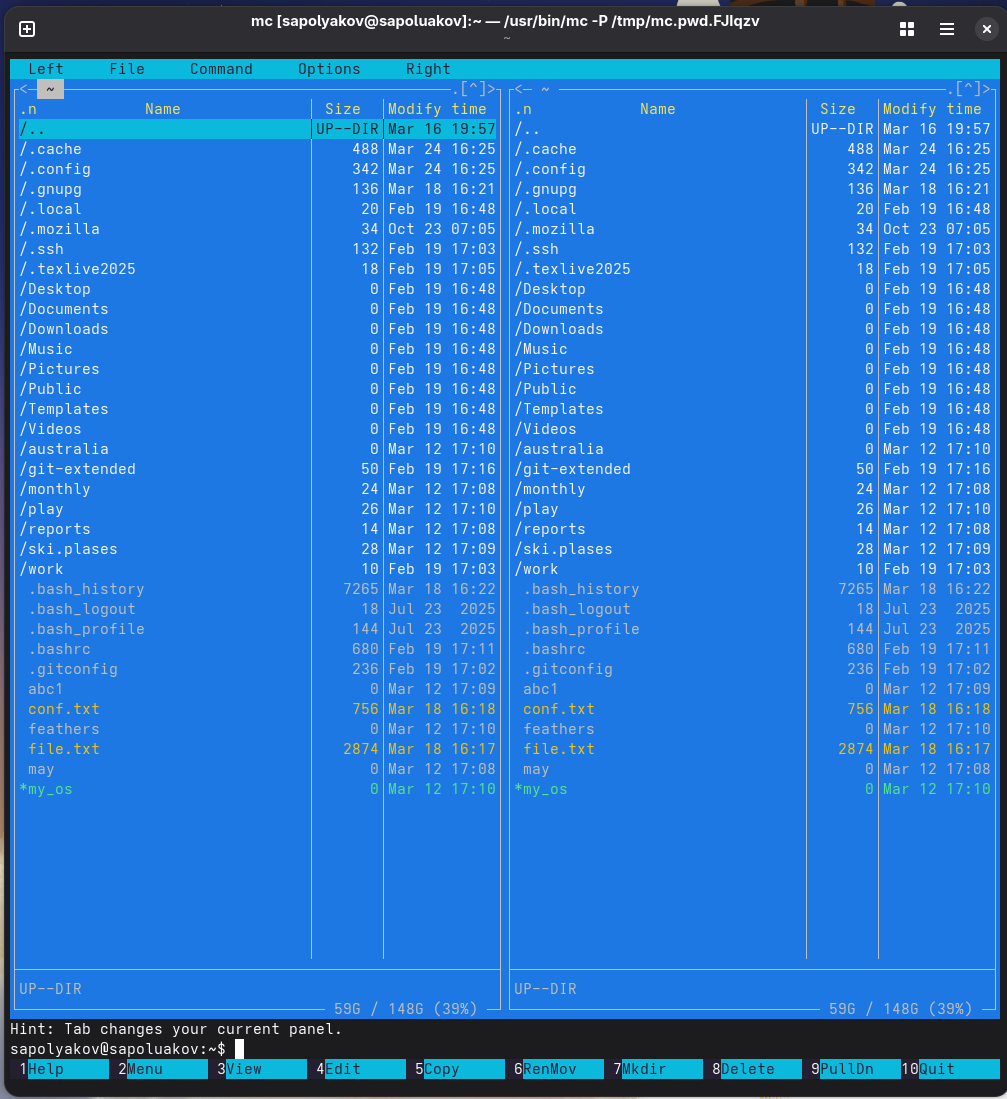 mc [sapolyakov@sapoluakov]:~ — /usr/bin/mc -P /tmp/mc.pwd.FJIqzv
~
Left File Command Options Right
<─ ~ .[^]> <─ ~ .[^]>
.n Name Size Modify time .n Name Size Modify time
/.. UP--DIR Mar 16 19:57 /.. UP--DIR Mar 16 19:57
/.cache 488 Mar 24 16:25 /.cache 488 Mar 24 16:25
/.config 342 Mar 24 16:25 /.config 342 Mar 24 16:25
/.gnupg 136 Mar 18 16:21 /.gnupg 136 Mar 18 16:21
/.local 20 Feb 19 16:48 /.local 20 Feb 19 16:48
/.mozilla 34 Oct 23 07:05 /.mozilla 34 Oct 23 07:05
/.ssh 132 Feb 19 17:03 /.ssh 132 Feb 19 17:03
/.texlive2025 18 Feb 19 17:05 /.texlive2025 18 Feb 19 17:05
/Desktop 0 Feb 19 16:48 /Desktop 0 Feb 19 16:48
/Documents 0 Feb 19 16:48 /Documents 0 Feb 19 16:48
/Downloads 0 Feb 19 16:48 /Downloads 0 Feb 19 16:48
/Music 0 Feb 19 16:48 /Music 0 Feb 19 16:48
/Pictures 0 Feb 19 16:48 /Pictures 0 Feb 19 16:48
/Public 0 Feb 19 16:48 /Public 0 Feb 19 16:48
/Templates 0 Feb 19 16:48 /Templates 0 Feb 19 16:48
/Videos 0 Feb 19 16:48 /Videos 0 Feb 19 16:48
/australia 0 Mar 12 17:10 /australia 0 Mar 12 17:10
/git-extended 50 Feb 19 17:16 /git-extended 50 Feb 19 17:16
/monthly 24 Mar 12 17:08 /monthly 24 Mar 12 17:08
/play 26 Mar 12 17:10 /play 26 Mar 12 17:10
/reports 14 Mar 12 17:08 /reports 14 Mar 12 17:08
/ski.plases 28 Mar 12 17:09 /ski.plases 28 Mar 12 17:09
/work 10 Feb 19 17:03 /work 10 Feb 19 17:03
.bash_history 7265 Mar 18 16:22 .bash_history 7265 Mar 18 16:22
.bash_logout 18 Jul 23 2025 .bash_logout 18 Jul 23 2025
.bash_profile 144 Jul 23 2025 .bash_profile 144 Jul 23 2025
.bashrc 680 Feb 19 17:11 .bashrc 680 Feb 19 17:11
.gitconfig 236 Feb 19 17:02 .gitconfig 236 Feb 19 17:02
abc1 0 Mar 12 17:09 abc1 0 Mar 12 17:09
conf.txt 756 Mar 18 16:18 conf.txt 756 Mar 18 16:18
feathers 0 Mar 12 17:10 feathers 0 Mar 12 17:10
file.txt 2874 Mar 18 16:17 file.txt 2874 Mar 18 16:17
may 0 Mar 12 17:08 may 0 Mar 12 17:08
*my_os 0 Mar 12 17:10 *my_os 0 Mar 12 17:10
UP--DIR UP--DIR
59G / 148G (39%) 59G / 148G (39%)
Hint: Tab changes your current panel.
sapolyakov@sapoluakov:~$
1Help 2Menu 3View 4Edit 5Copy 6RenMov 7Mkdir 8Delete 9PullDn 10Quit